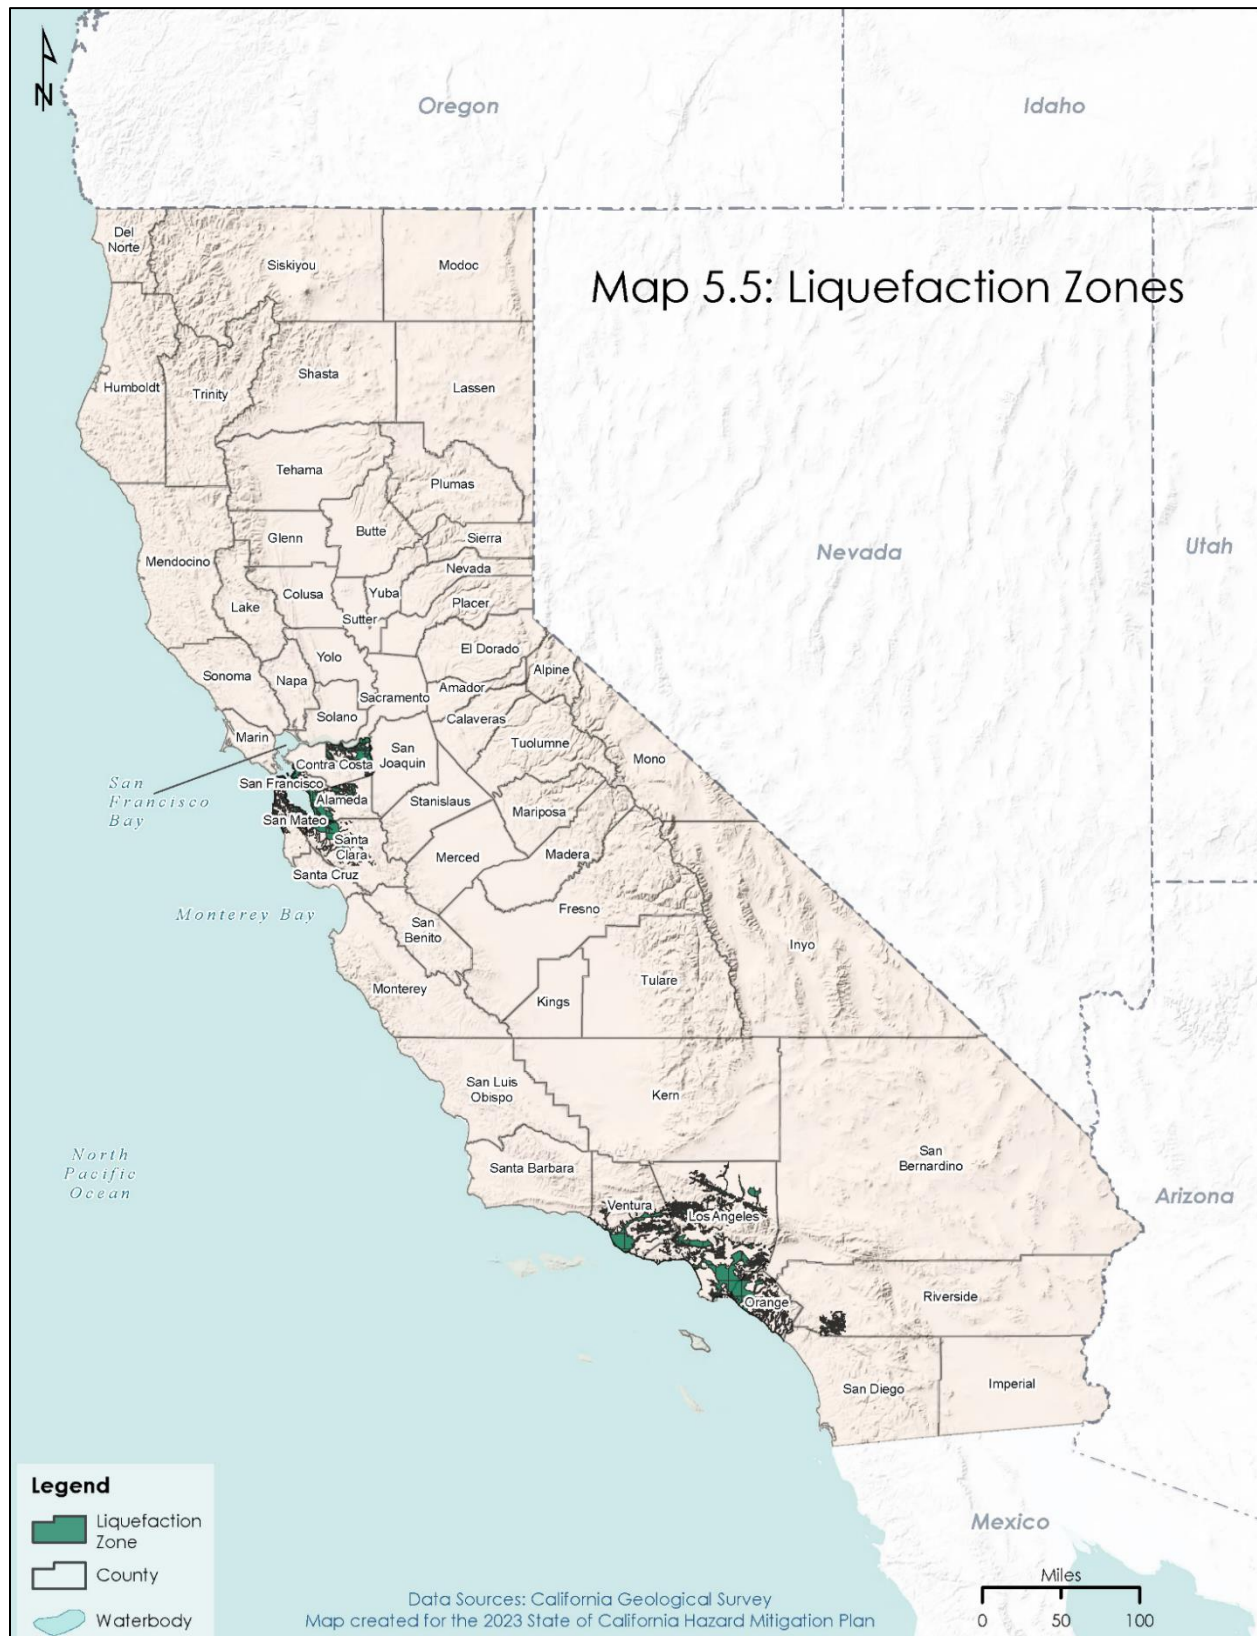 N
Oregon
Idaho
Map 5.5: Liquefaction Zones
Del
Norte
Siskiyou
Modoc
Humboldt
Trinity
Shasta
Lassen
Tehama
Plumas
Mendocino
Glenn
Butte
Sierra
Nevada
Utah
Nevada
Lake
Colusa
Yuba
Placer
Sutter
El Dorado
Sonoma
Napa
Yolo
Alpine
Sacramento
Amador
Solano
Calaveras
Marin
Contra Costa
San
Joaquin
Tuolumne
Mono
San
Francisco
Bay
San Francisco
Alameda
Stanislaus
Mariposa
San Mateo
Santa
Clara
Merced
Madera
Santa Cruz
Monterey Bay
Fresno
San
Benito
Inyo
Monterey
Kings
Tulare
San Luis
Obispo
Kern
North
Pacific
Ocean
Santa Barbara
San
Bernardino
Ventura
Los Angeles
Arizona
Orange
Riverside
San Diego
Imperial
Mexico
Legend
Liquefaction
Zone
County
Waterbody
Data Sources: California Geological Survey
Map created for the 2023 State of California Hazard Mitigation Plan
Miles
0 50 100